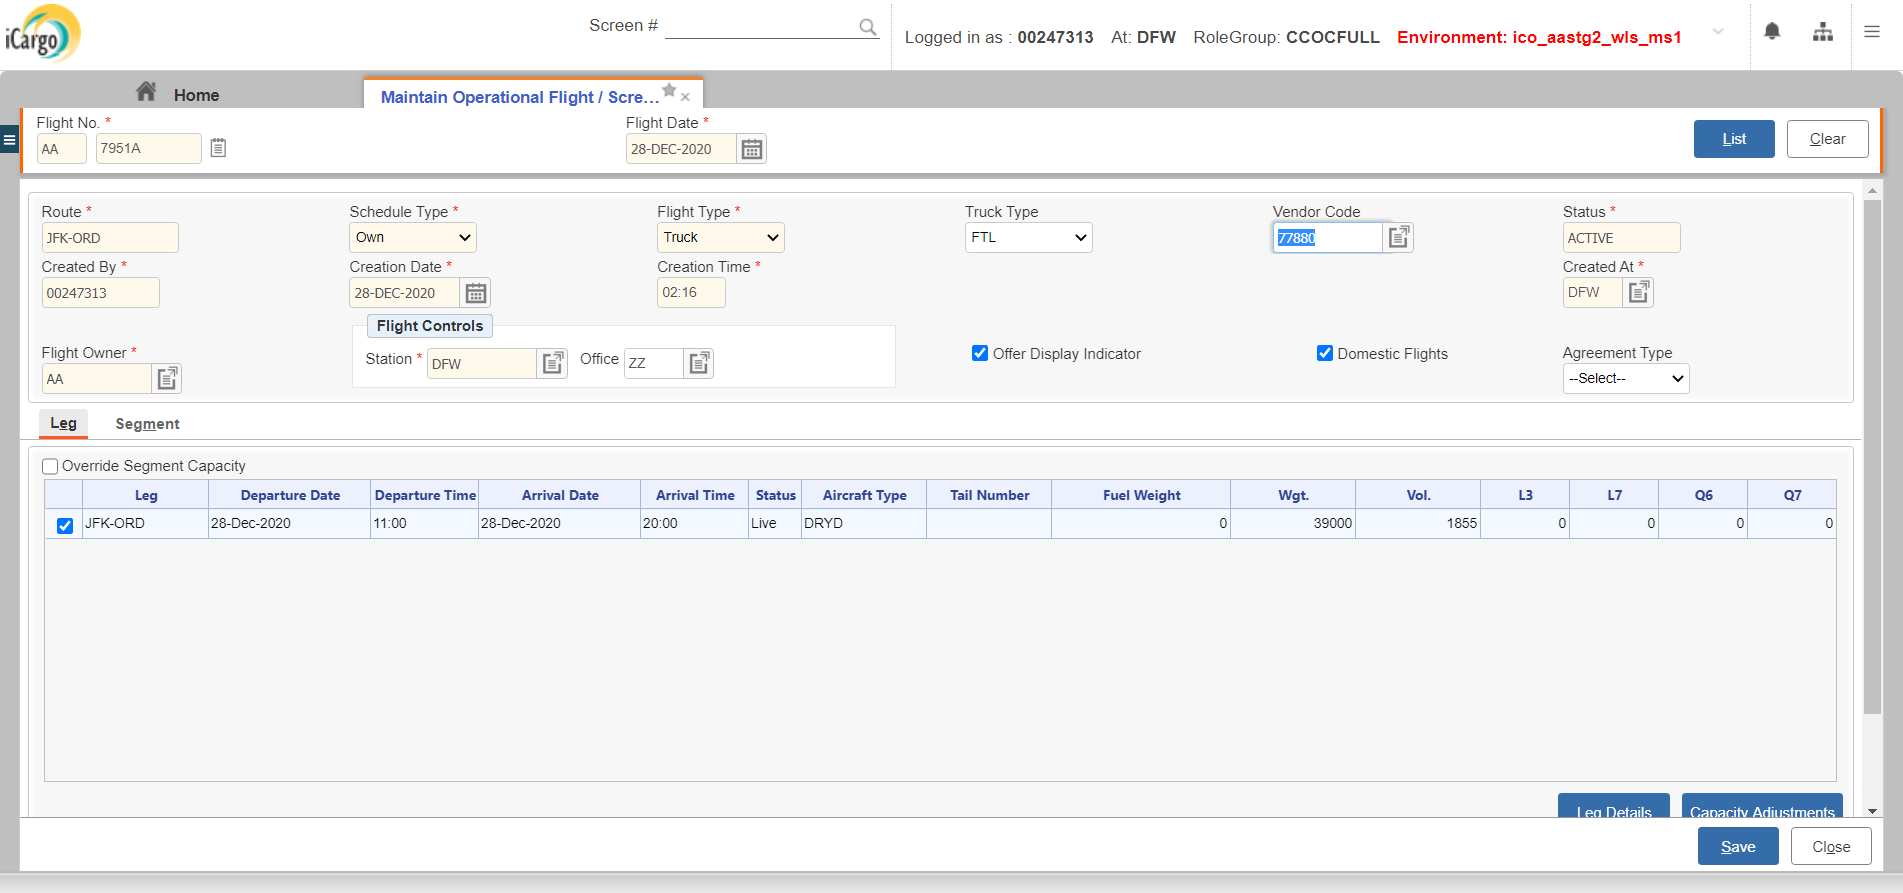 iCargo
Screen #
Logged in as : 00247313 At: DFW RoleGroup: CCOCFULL Environment: ico_aastg2_wls_ms1
Home
Maintain Operational Flight / Scre...
Flight No. *
Flight Date *
AA 7951A
28-DEC-2020
List
Clear
Route * Schedule Type * Flight Type * Truck Type Vendor Code Status *
JFK-ORD Own Truck FTL 77880 ACTIVE
Created By * Creation Date * Creation Time * Created At *
00247313 28-DEC-2020 02:16 DFW
Flight Controls
Flight Owner * Station * DFW Office ZZ Offer Display Indicator Domestic Flights Agreement Type
AA --Select--
Leg Segment
Override Segment Capacity
Leg Departure Date Departure Time Arrival Date Arrival Time Status Aircraft Type Tail Number Fuel Weight Wgt. Vol. L3 L7 Q6 Q7
JFK-ORD 28-Dec-2020 11:00 28-Dec-2020 20:00 Live DRYD 0 39000 1855 0 0 0 0
Leg Details Capacity Adjustments
Save Close